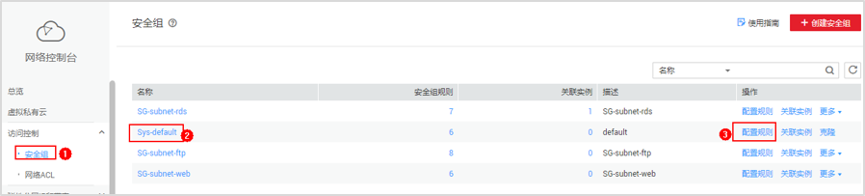 安全组
使用指南
+ 创建安全组
网络控制台
名称
总览
虚拟私有云
访问控制
安全组 1
网络ACL
名称 安全组规则 关联实例 描述 操作
SG-subnet-rds 7 1 SG-subnet-rds 配置规则 关联实例 更多
Sys-default 2 6 0 default 3 配置规则 关联实例 克隆
SG-subnet-ftp 8 0 SG-subnet-ftp 配置规则 关联实例 更多
SG-subnet-web 6 0 SG-subnet-web 配置规则 关联实例 更多